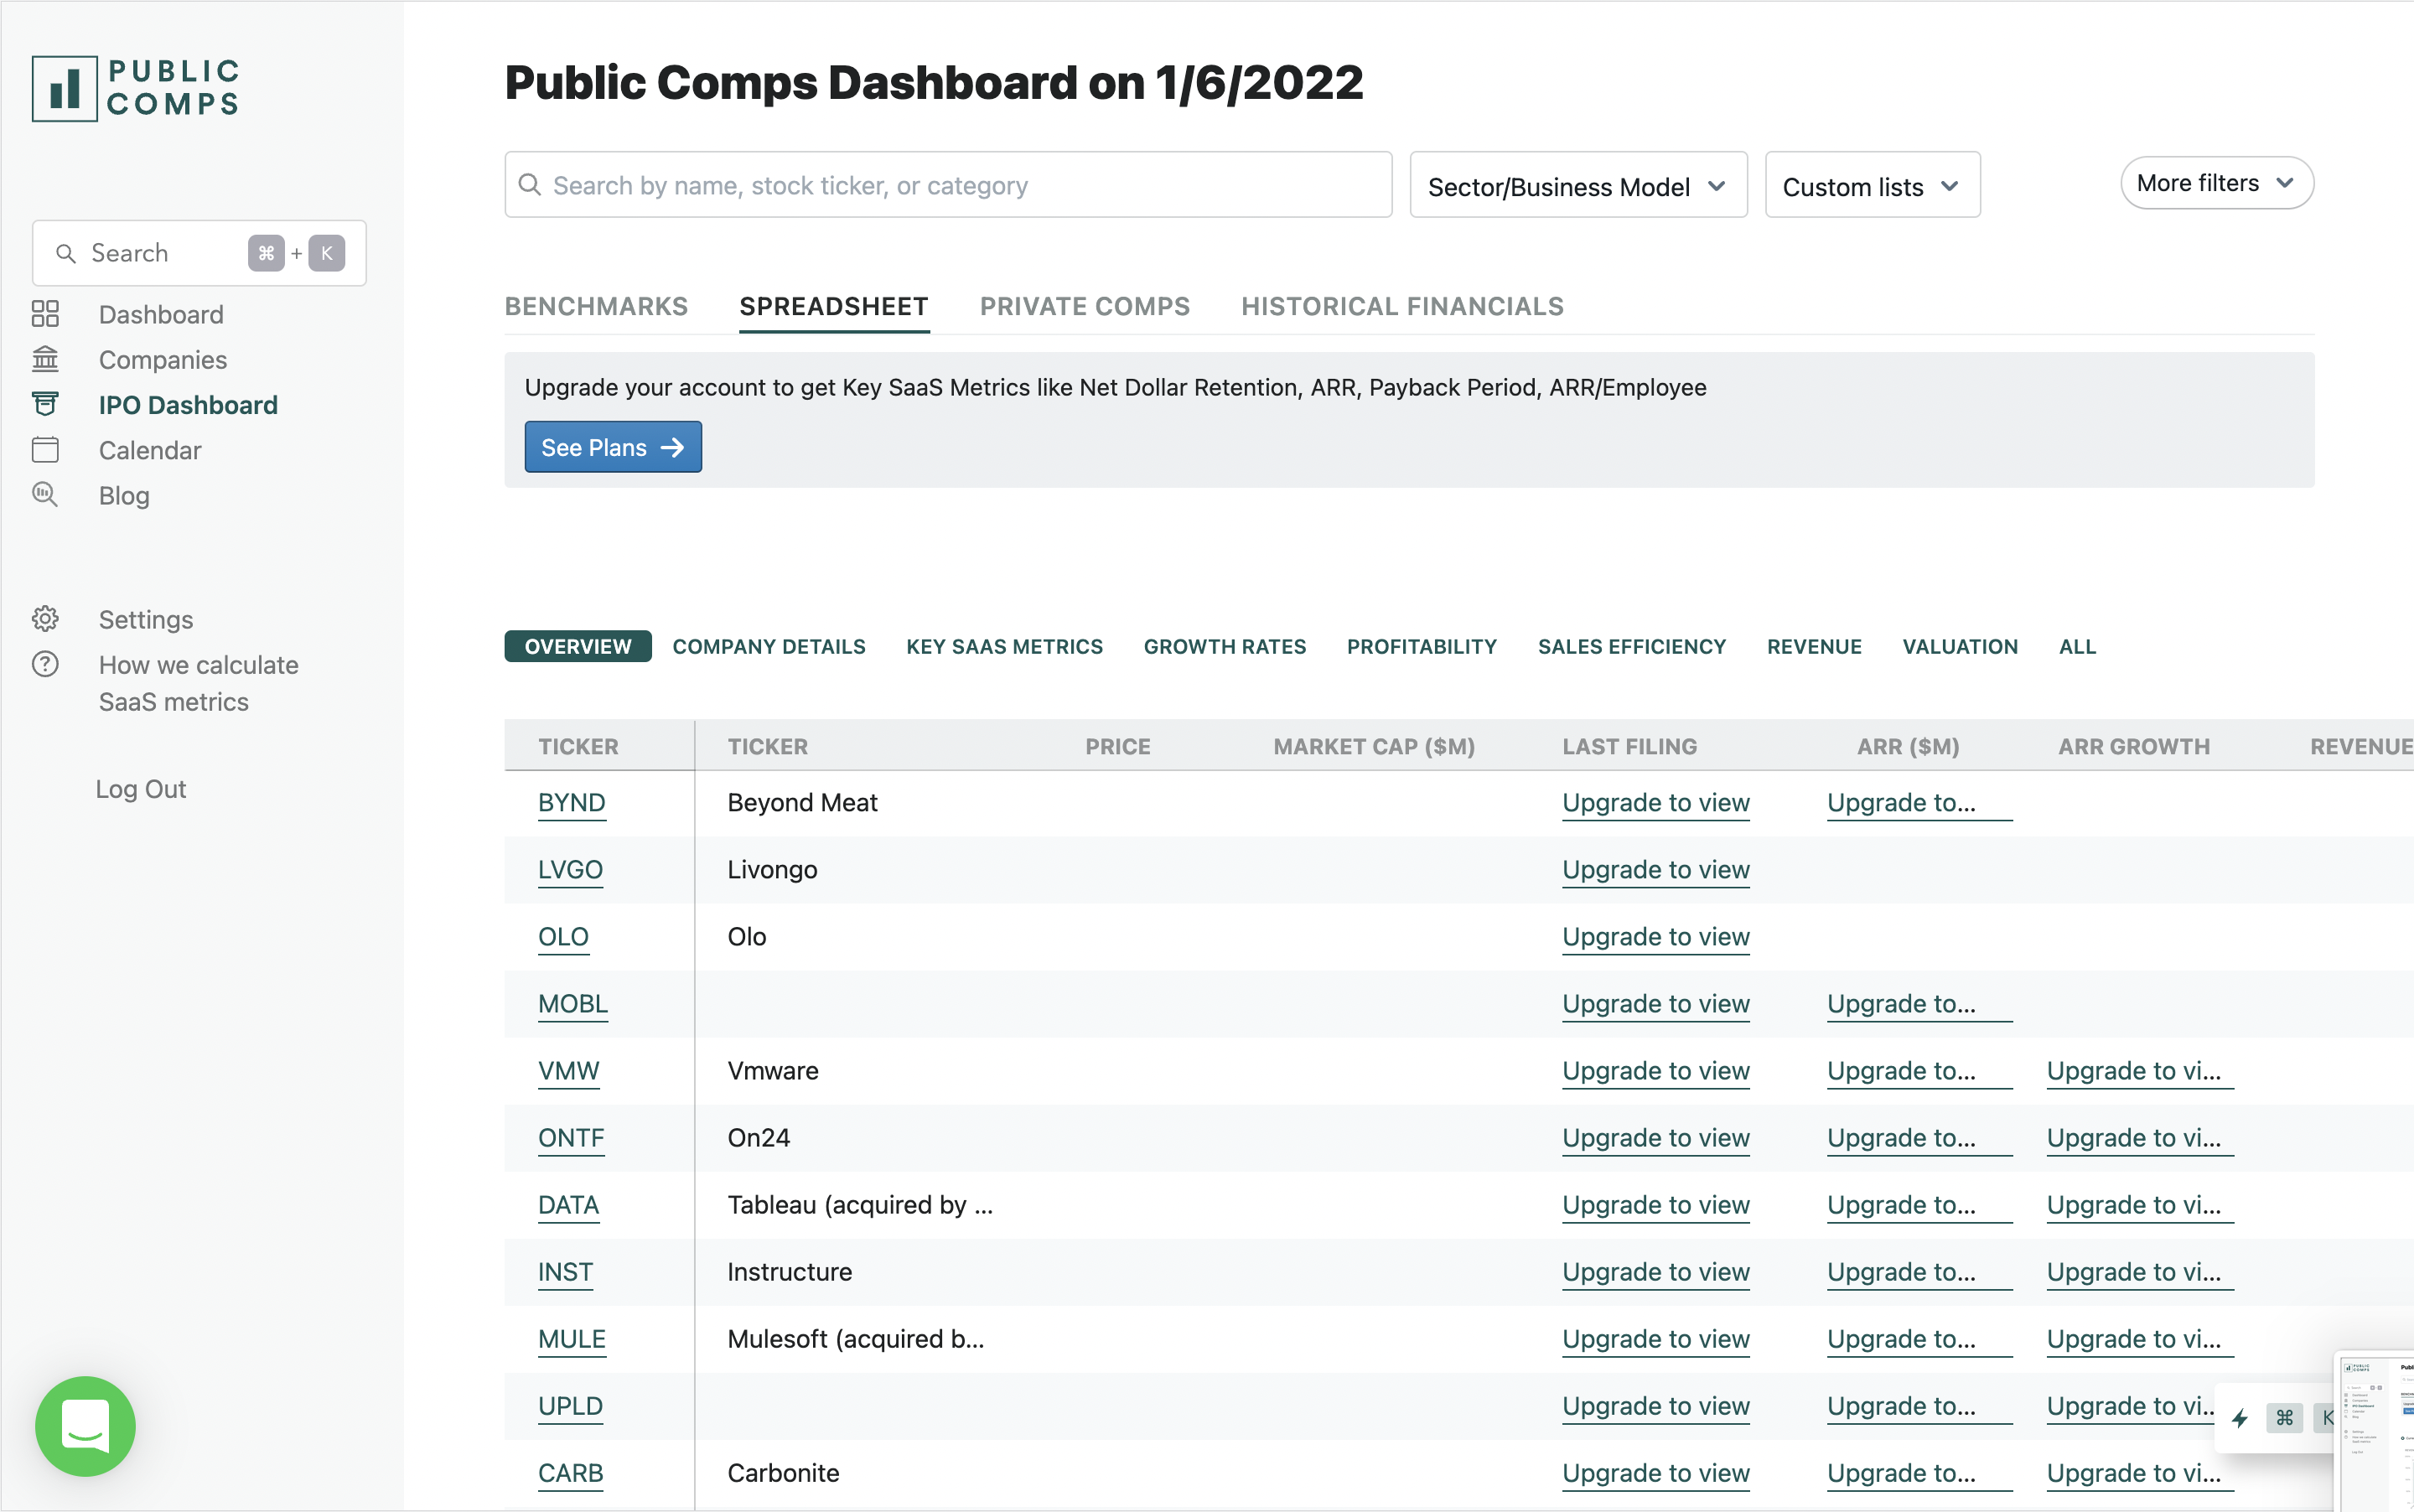 PUBLIC
COMPS
Search ⌘ + K
Dashboard
Companies
IPO Dashboard
Calendar
Blog
Settings
How we calculate
SaaS metrics
Log Out
Public Comps Dashboard on 1/6/2022
Search by name, stock ticker, or category
Sector/Business Model
Custom lists
More filters
BENCHMARKS SPREADSHEET PRIVATE COMPS HISTORICAL FINANCIALS
Upgrade your account to get Key SaaS Metrics like Net Dollar Retention, ARR, Payback Period, ARR/Employee
See Plans →
OVERVIEW COMPANY DETAILS KEY SAAS METRICS GROWTH RATES PROFITABILITY SALES EFFICIENCY REVENUE VALUATION ALL
TICKER TICKER PRICE MARKET CAP ($M) LAST FILING ARR ($M) ARR GROWTH REVENUE
BYND Beyond Meat Upgrade to view Upgrade to...
LVGO Livongo Upgrade to view
OLO Olo Upgrade to view
MOBL Upgrade to view Upgrade to...
VMW Vmware Upgrade to view Upgrade to... Upgrade to vi...
ONTF On24 Upgrade to view Upgrade to... Upgrade to vi...
DATA Tableau (acquired by ... Upgrade to view Upgrade to... Upgrade to vi...
INST Instructure Upgrade to view Upgrade to... Upgrade to vi...
MULE Mulesoft (acquired b... Upgrade to view Upgrade to... Upgrade to vi...
UPLD Upgrade to view Upgrade to... Upgrade to vi...
⌘ K
CARB Carbonite Upgrade to view Upgrade to... Upgrade to vi...